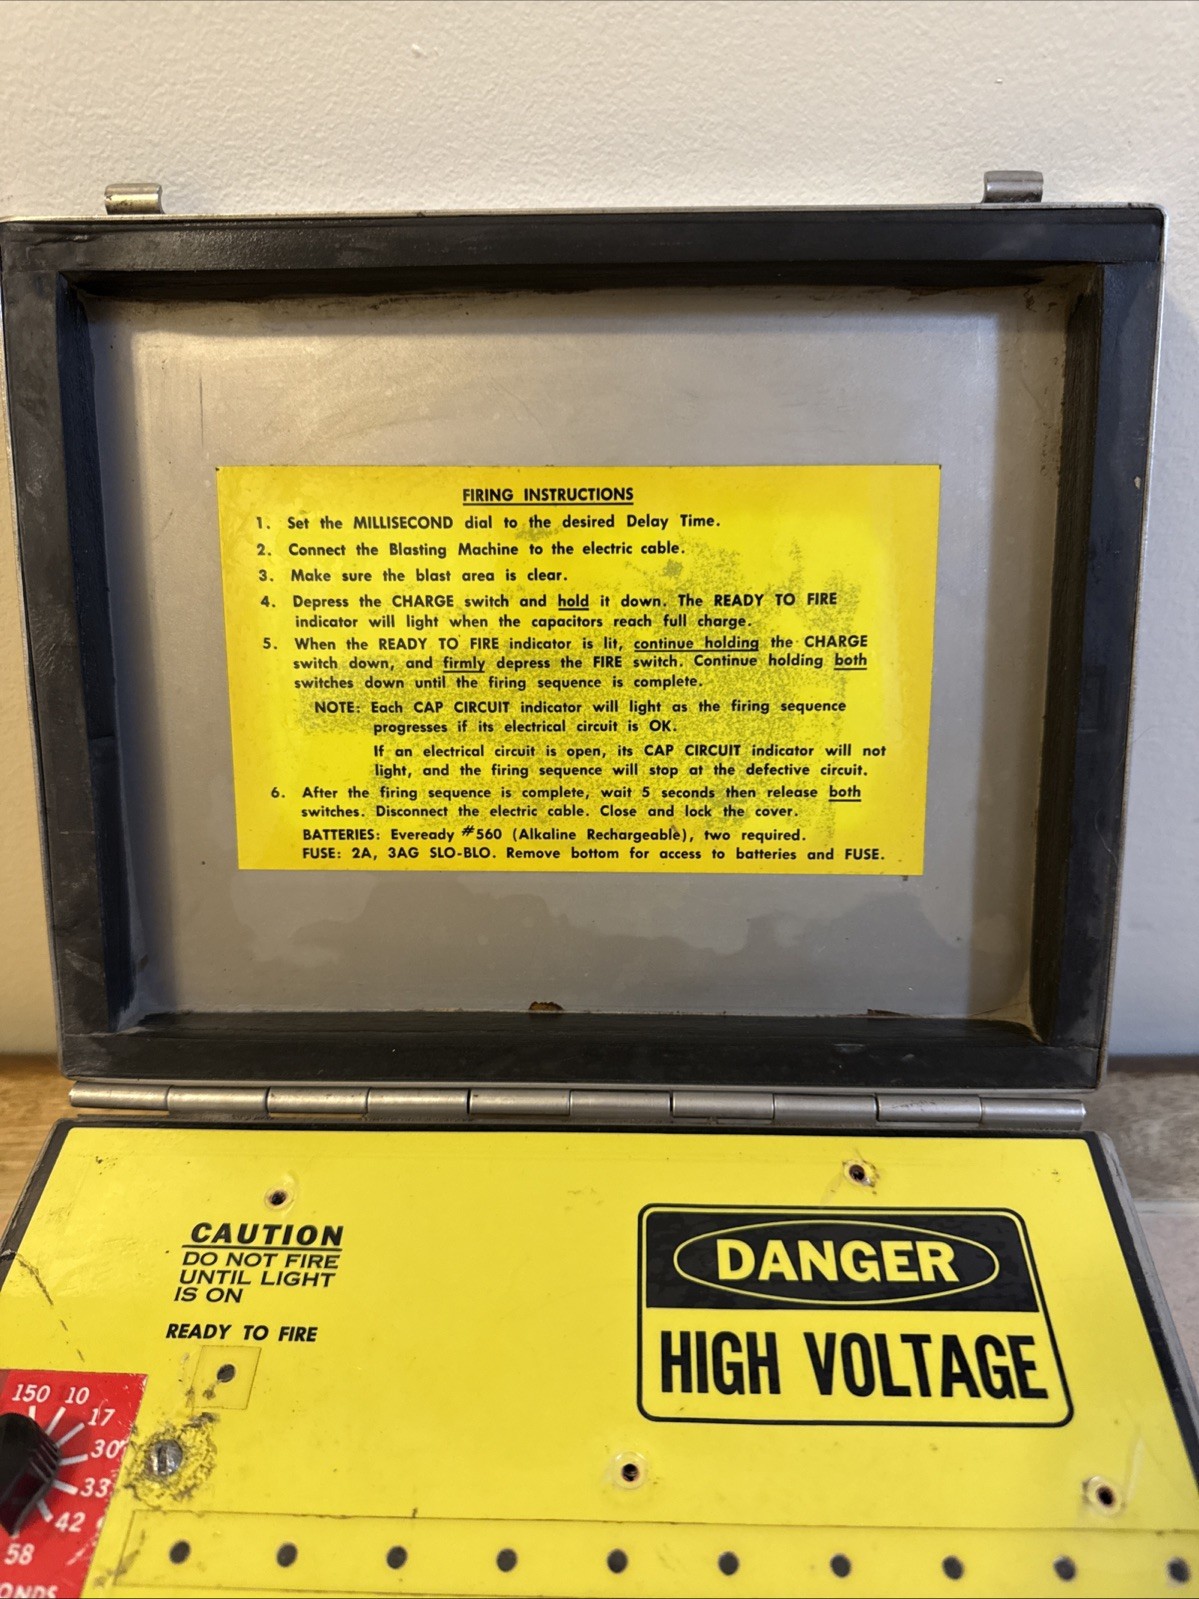 FIRING INSTRUCTIONS
1. Set the MILLISECOND dial to the desired Delay Time.
2. Connect the Blasting Machine to the electric cable.
3. Make sure the blast area is clear.
4. Depress the CHARGE switch and hold it down. The READY TO FIRE
indicator will light when the capacitors reach full charge.
5. When the READY TO FIRE indicator is lit, continue holding the CHARGE
switch down, and firmly depress the FIRE switch. Continue holding both
switches down until the firing sequence is complete.
NOTE: Each CAP CIRCUIT indicator will light as the firing sequence
progresses if its electrical circuit is OK.
If an electrical circuit is open, its CAP CIRCUIT indicator will not
light, and the firing sequence will stop at the defective circuit.
6. After the firing sequence is complete, wait 5 seconds then release both
switches. Disconnect the electric cable. Close and lock the cover.
BATTERIES: Eveready #560 (Alkaline Rechargeable), two required.
FUSE: 2A, 3AG SLO-BLO. Remove bottom for access to batteries and FUSE.
CAUTION
DO NOT FIRE
UNTIL LIGHT
IS ON
READY TO FIRE
DANGER
HIGH VOLTAGE
150 10
17
30
33
42
58
ONDS